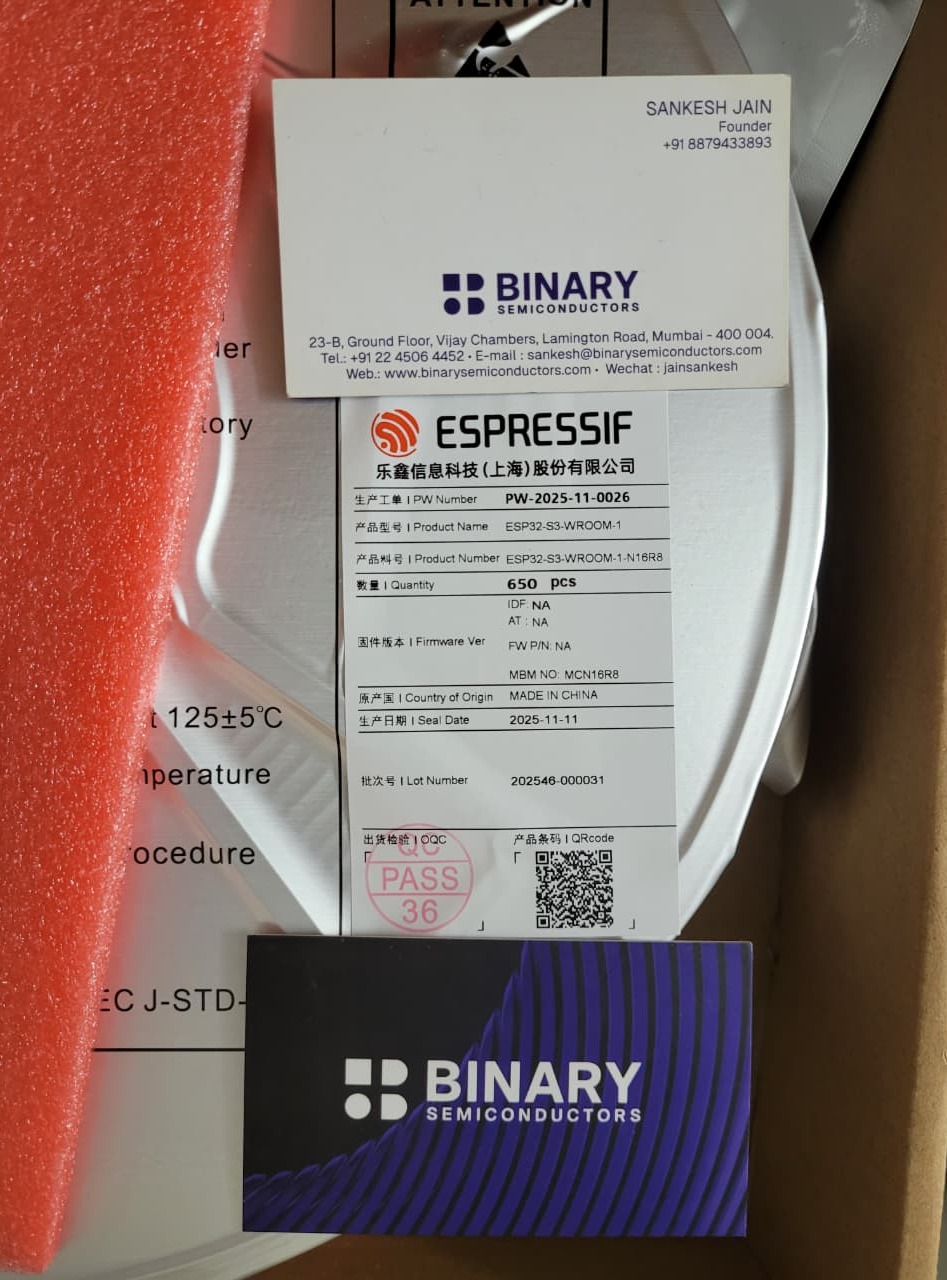 ATTENTION
SANKESH JAIN
Founder
+91 8879433893
BINARY
SEMICONDUCTORS
23-B, Ground Floor, Vijay Chambers, Lamington Road, Mumbai - 400 004.
Tel.: +91 22 4506 4452 • E-mail : sankesh@binarysemiconductors.com
Web.: www.binarysemiconductors.com • Wechat : jainsankesh
ESPRESSIF
乐鑫信息科技(上海)股份有限公司
生产工单 | PW Number PW-2025-11-0026
产品型号 | Product Name ESP32-S3-WROOM-1
产品料号 | Product Number ESP32-S3-WROOM-1-N16R8
数量 | Quantity 650 pcs
IDF: NA
AT : NA
固件版本 | Firmware Ver FW P/N: NA
MBM NO: MCN16R8
原产国 | Country of Origin MADE IN CHINA
生产日期 | Seal Date 2025-11-11
批次号 | Lot Number 202546-000031
出货检验 | OQC 产品条码 | QRcode
QC
PASS
36
125±5℃
J-STD-
BINARY
SEMICONDUCTORS